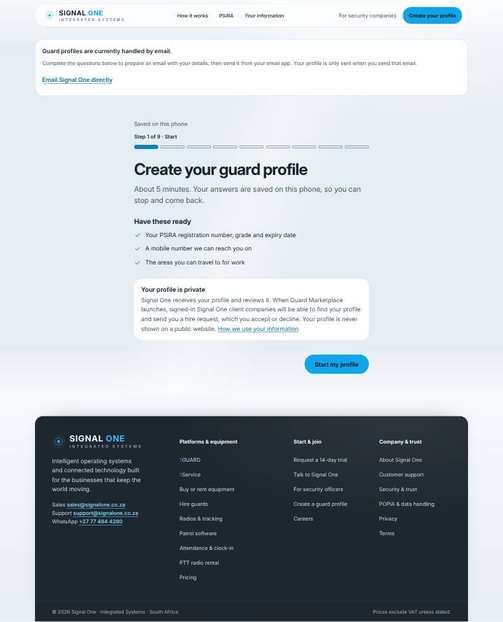 SIGNAL ONE
INTEGRATED SYSTEMS
How it works
PSIRA
Your information
For security companies
Create your profile
Guard profiles are currently handled by email.
Complete the questions below to prepare an email with your details, then send it from your email app. Your profile is only sent when you send that email.
Email Signal One directly
Saved on this phone
Step 1 of 9 · Start
Create your guard profile
About 5 minutes. Your answers are saved on this phone, so you can
stop and come back.
Have these ready
Your PSIRA registration number, grade and expiry date
A mobile number we can reach you on
The areas you can travel to for work
Your profile is private
Signal One receives your profile and reviews it. When Guard Marketplace
launches, signed-in Signal One client companies will be able to find your profile
and send you a hire request, which you accept or decline. Your profile is never
shown on a public website. How we use your information
Start my profile
SIGNAL ONE
INTEGRATED SYSTEMS
Intelligent operating systems
and connected technology built
for the businesses that keep the
world moving.
Sales sales@signalone.co.za
Support support@signalone.co.za
WhatsApp +27 77 484 4280
Platforms & equipment
GUARD
Service
Buy or rent equipment
Hire guards
Radios & tracking
Patrol software
Attendance & clock-in
PTT radio rental
Pricing
Start & join
Request a 14-day trial
Talk to Signal One
For security officers
Create a guard profile
Careers
Company & trust
About Signal One
Customer support
Security & trust
POPIA & data handling
Privacy
Terms
© 2026 Signal One · Integrated Systems · South Africa
Prices exclude VAT unless stated.